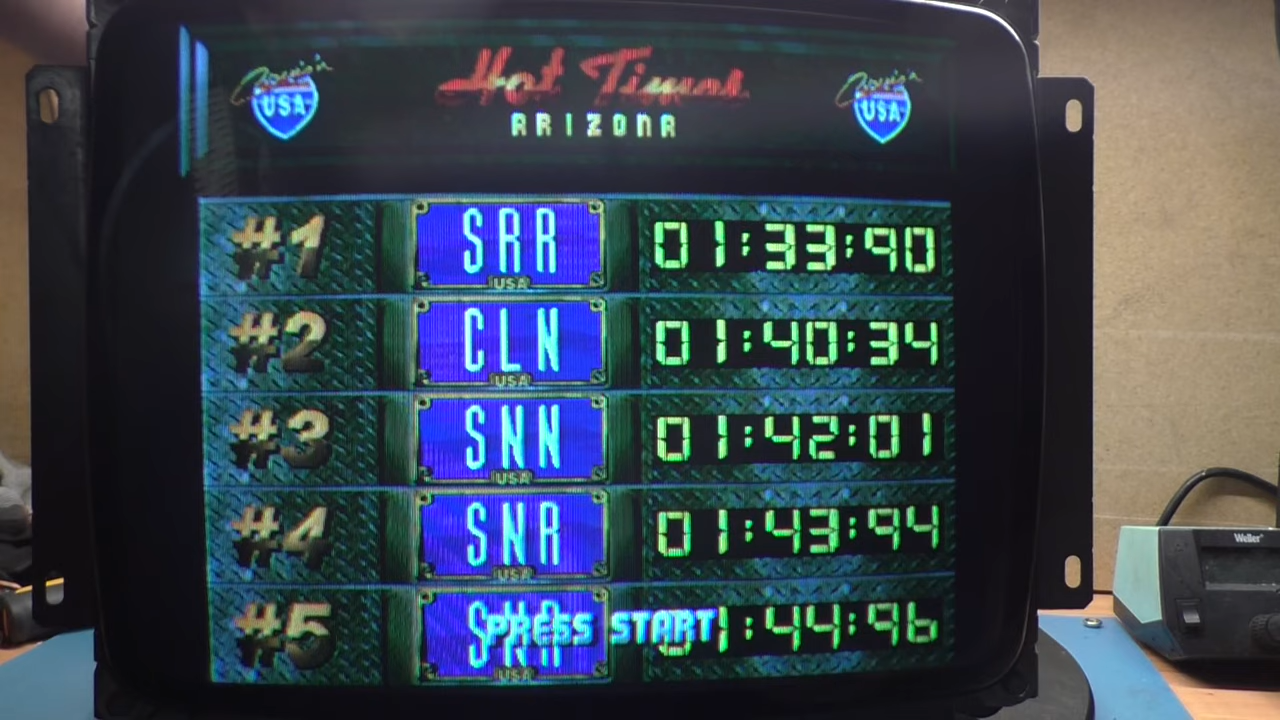 Cruis'n USA
Hot Times
Cruis'n USA
ARIZONA
#1 SRR USA 01:33:90
#2 CLN USA 01:40:34
#3 SNN USA 01:42:01
#4 SNR USA 01:43:94
#5 USA 01:44:96
PRESS START
Weller